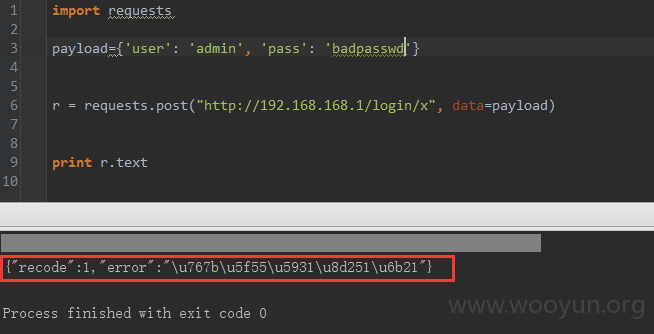 1 import requests
2
3 payload={'user': 'admin', 'pass': 'badpasswd'}
4
5
6 r = requests.post("http://192.168.168.1/login/x", data=payload)
7
8
9 print r.text
10
{"recode":1,"error":"\u767b\u5f55\u5931\u8d251\u6b21"}
Process finished with exit code 0
www.wooyun.org